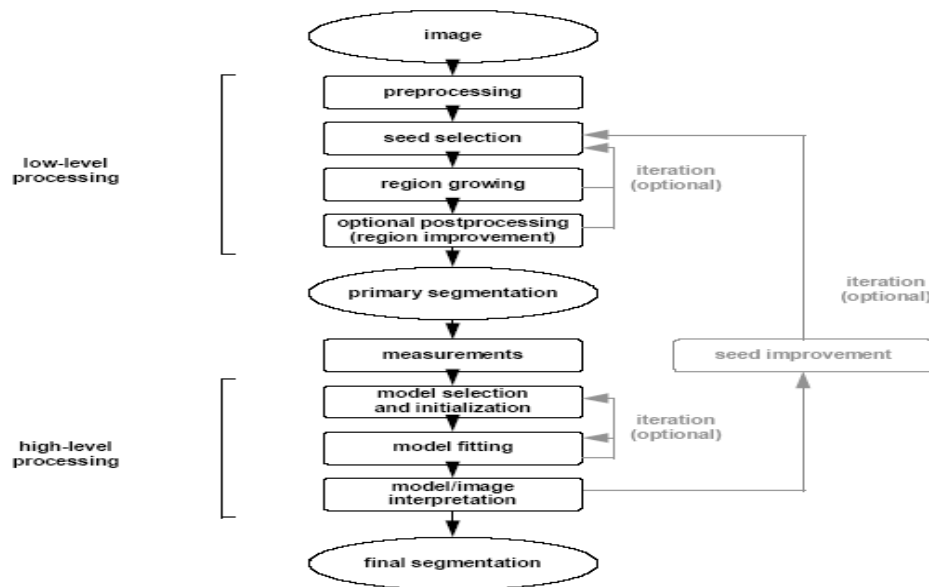 image
preprocessing
seed selection
low-level
processing
iteration
(optional)
region growing
optional postprocessing
(region improvement)
iteration
(optional)
primary segmentation
measurements
seed improvement
model selection
and initialization
iteration
(optional)
high-level
processing
model fitting
model/image
interpretation
final segmentation